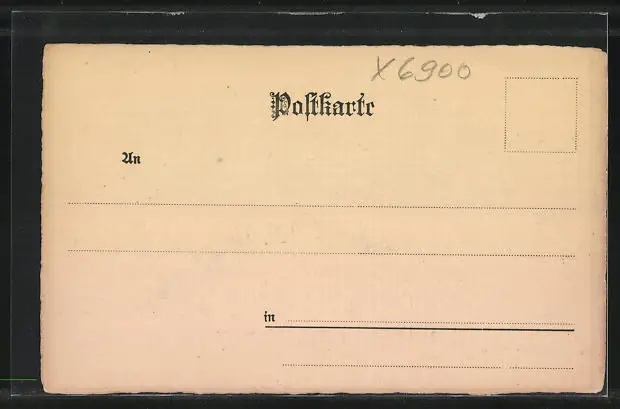 X6900
Postkarte
An
in